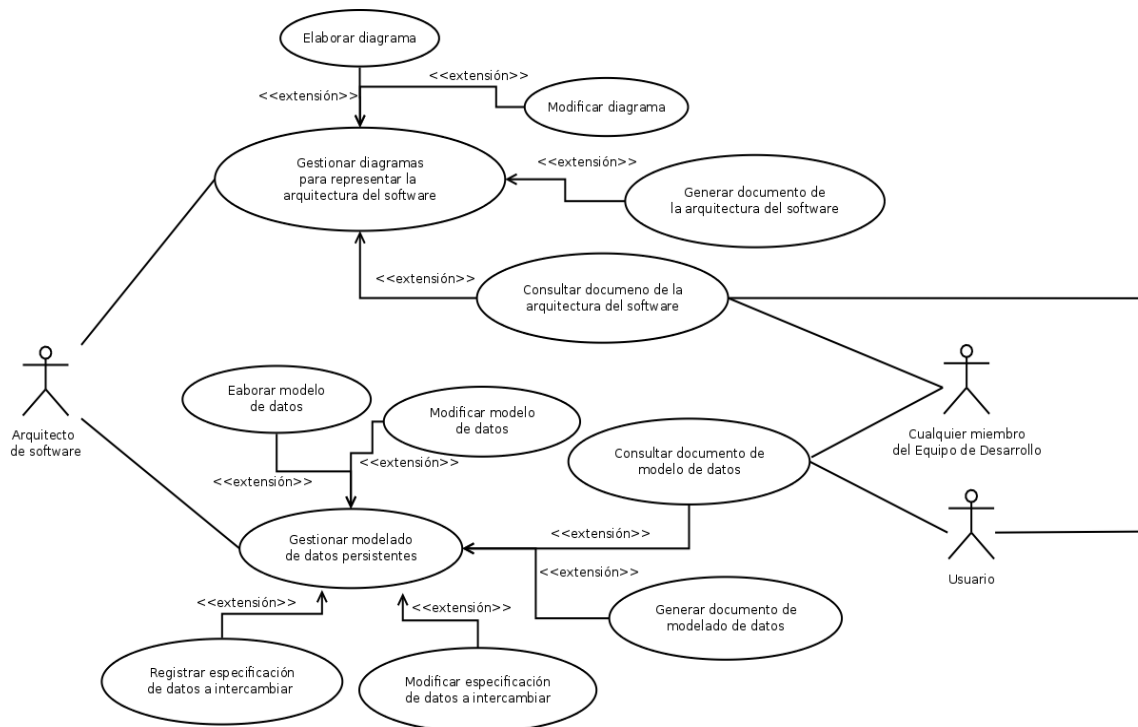 Elaborar diagrama
<<extensión>>
<<extensión>>
Modificar diagrama
Gestionar diagramas
para representar la
arquitectura del software
<<extensión>>
Generar documento de
la arquitectura del software
<<extensión>>
Consultar documeno de la
arquitectura del software
Arquitecto
de software
Eaborar modelo
de datos
Modificar modelo
de datos
Cualquier miembro
del Equipo de Desarrollo
Consultar documento de
modelo de datos
<<extensión>>
<<extensión>>
Gestionar modelado
de datos persistentes
<<extensión>>
<<extensión>>
Usuario
<<extensión>>
<<extensión>>
Generar documento de
modelado de datos
Registrar especificación
de datos a intercambiar
Modificar especificación
de datos a intercambiar